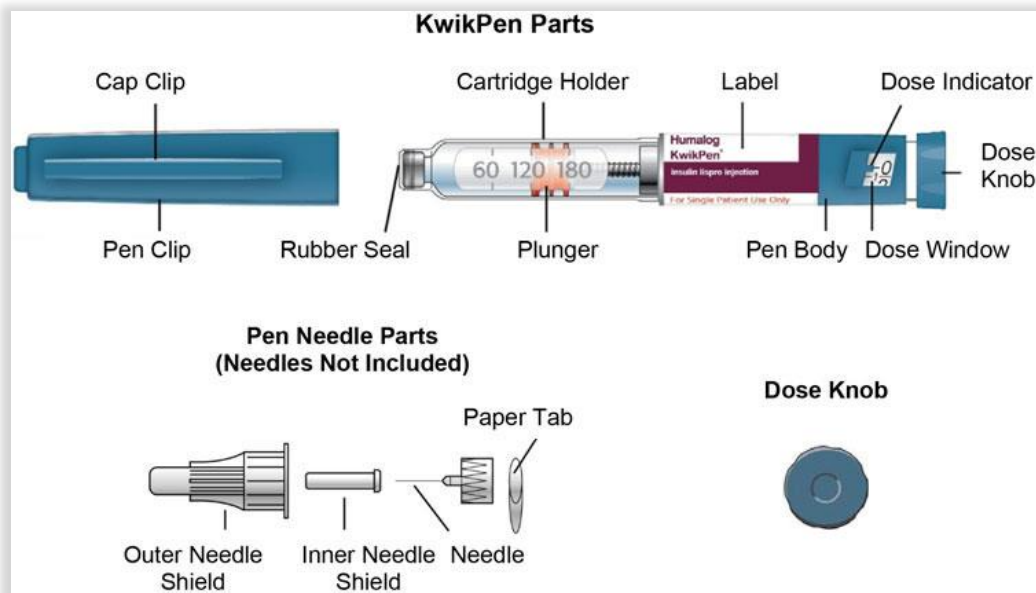 KwikPen Parts
Cap Clip
Cartridge Holder
Label
Dose Indicator
60 120 180
Humalog
KwikPen®
insulin lispro injection
For Single Patient Use Only
0
Dose
Knob
Pen Clip
Rubber Seal
Plunger
Pen Body
Dose Window
Pen Needle Parts
(Needles Not Included)
Dose Knob
Paper Tab
Outer Needle
Shield
Inner Needle
Shield
Needle